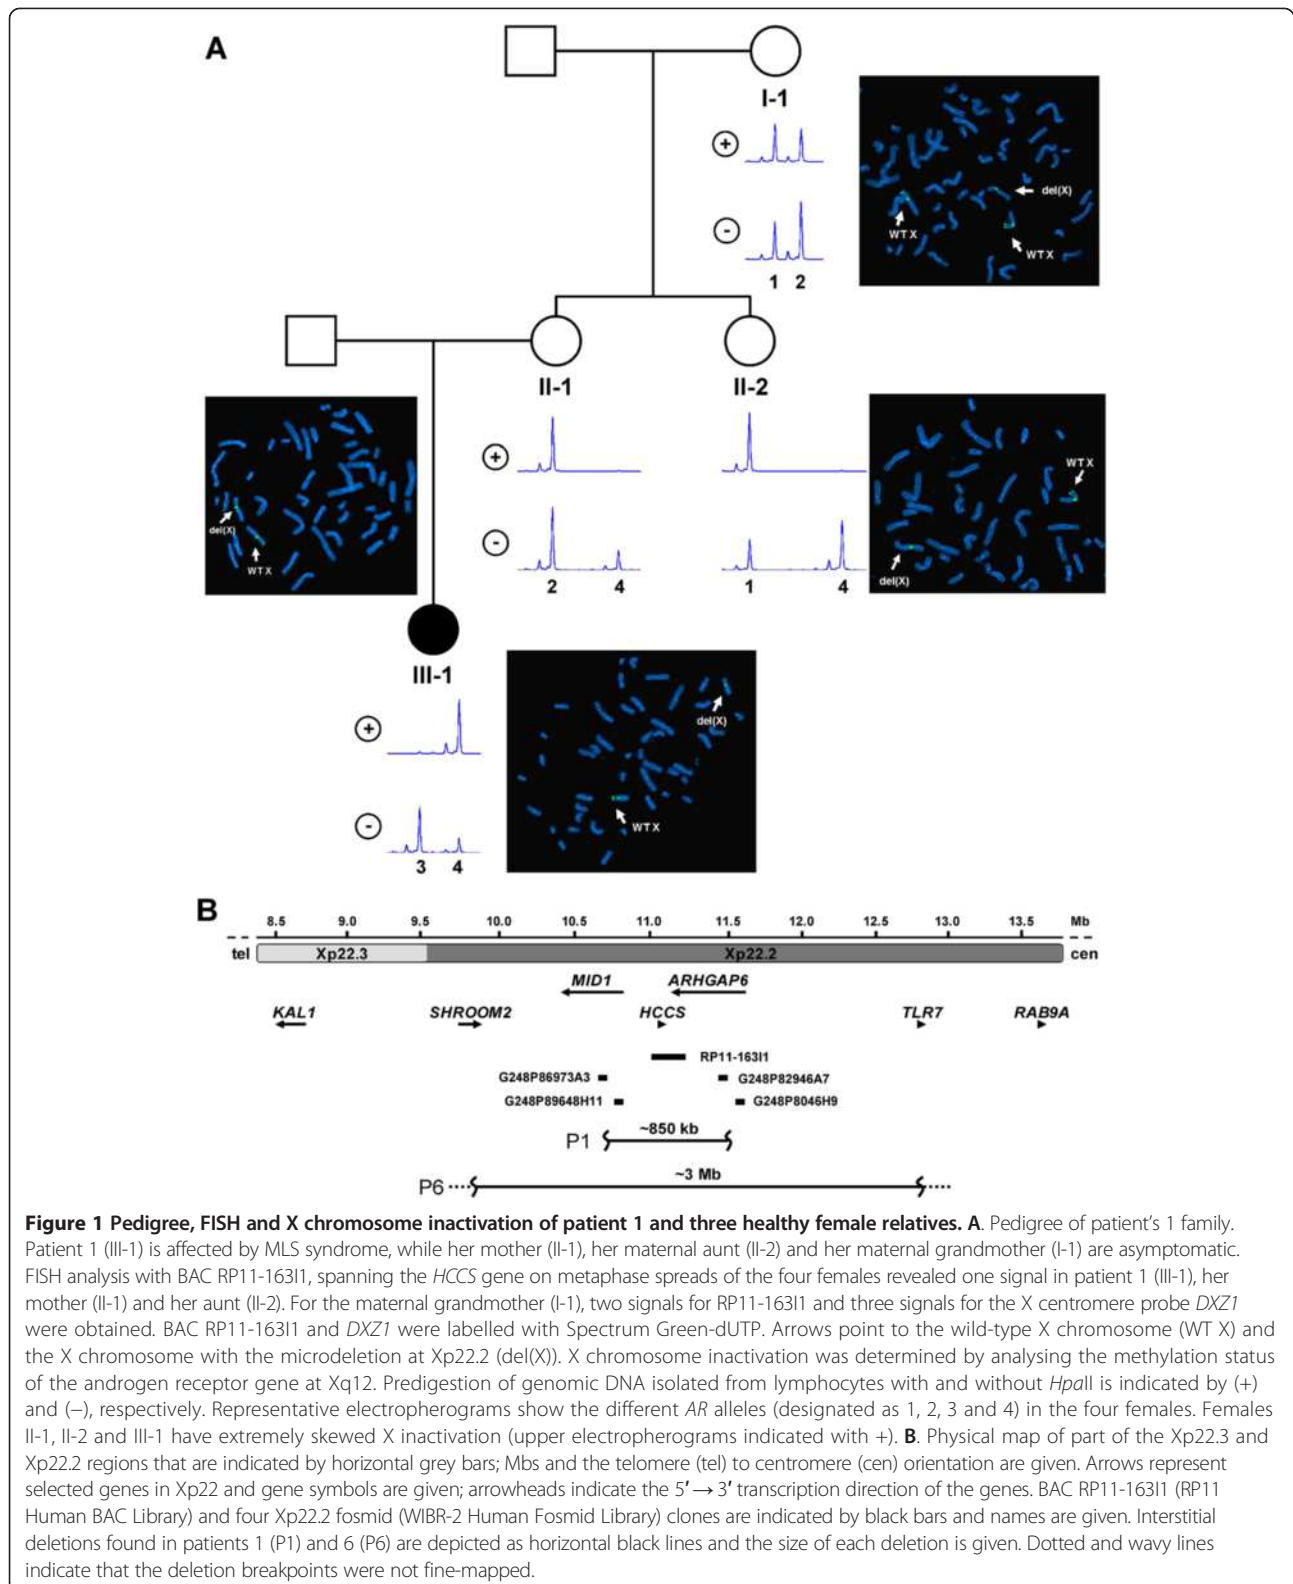 A
I-1
+
del(X)
WT X
-
WT X
1 2
II-1
II-2
+
WT X
del(X)
WT X
-
del(X)
2 4
1 4
III-1
del(X)
+
WT X
-
3 4
B
8.5 9.0 9.5 10.0 10.5 11.0 11.5 12.0 12.5 13.0 13.5 Mb
tel Xp22.3 Xp22.2 cen
MID1 ARHGAP6
KAL1 SHROOM2 HCCS TLR7 RAB9A
RP11-163I1
G248P86973A3 G248P82946A7
G248P89648H11 G248P8046H9
~850 kb
P1
~3 Mb
P6
Figure 1 Pedigree, FISH and X chromosome inactivation of patient 1 and three healthy female relatives. A. Pedigree of patient's 1 family.
Patient 1 (III-1) is affected by MLS syndrome, while her mother (II-1), her maternal aunt (II-2) and her maternal grandmother (I-1) are asymptomatic.
FISH analysis with BAC RP11-163I1, spanning the HCCS gene on metaphase spreads of the four females revealed one signal in patient 1 (III-1), her
mother (II-1) and her aunt (II-2). For the maternal grandmother (I-1), two signals for RP11-163I1 and three signals for the X centromere probe DXZ1
were obtained. BAC RP11-163I1 and DXZ1 were labelled with Spectrum Green-dUTP. Arrows point to the wild-type X chromosome (WT X) and
the X chromosome with the microdeletion at Xp22.2 (del(X)). X chromosome inactivation was determined by analysing the methylation status
of the androgen receptor gene at Xq12. Predigestion of genomic DNA isolated from lymphocytes with and without HpaII is indicated by (+)
and (−), respectively. Representative electropherograms show the different AR alleles (designated as 1, 2, 3 and 4) in the four females. Females
II-1, II-2 and III-1 have extremely skewed X inactivation (upper electropherograms indicated with +). B. Physical map of part of the Xp22.3 and
Xp22.2 regions that are indicated by horizontal grey bars; Mbs and the telomere (tel) to centromere (cen) orientation are given. Arrows represent
selected genes in Xp22 and gene symbols are given; arrowheads indicate the 5′ → 3′ transcription direction of the genes. BAC RP11-163I1 (RP11
Human BAC Library) and four Xp22.2 fosmid (WIBR-2 Human Fosmid Library) clones are indicated by black bars and names are given. Interstitial
deletions found in patients 1 (P1) and 6 (P6) are depicted as horizontal black lines and the size of each deletion is given. Dotted and wavy lines
indicate that the deletion breakpoints were not fine-mapped.